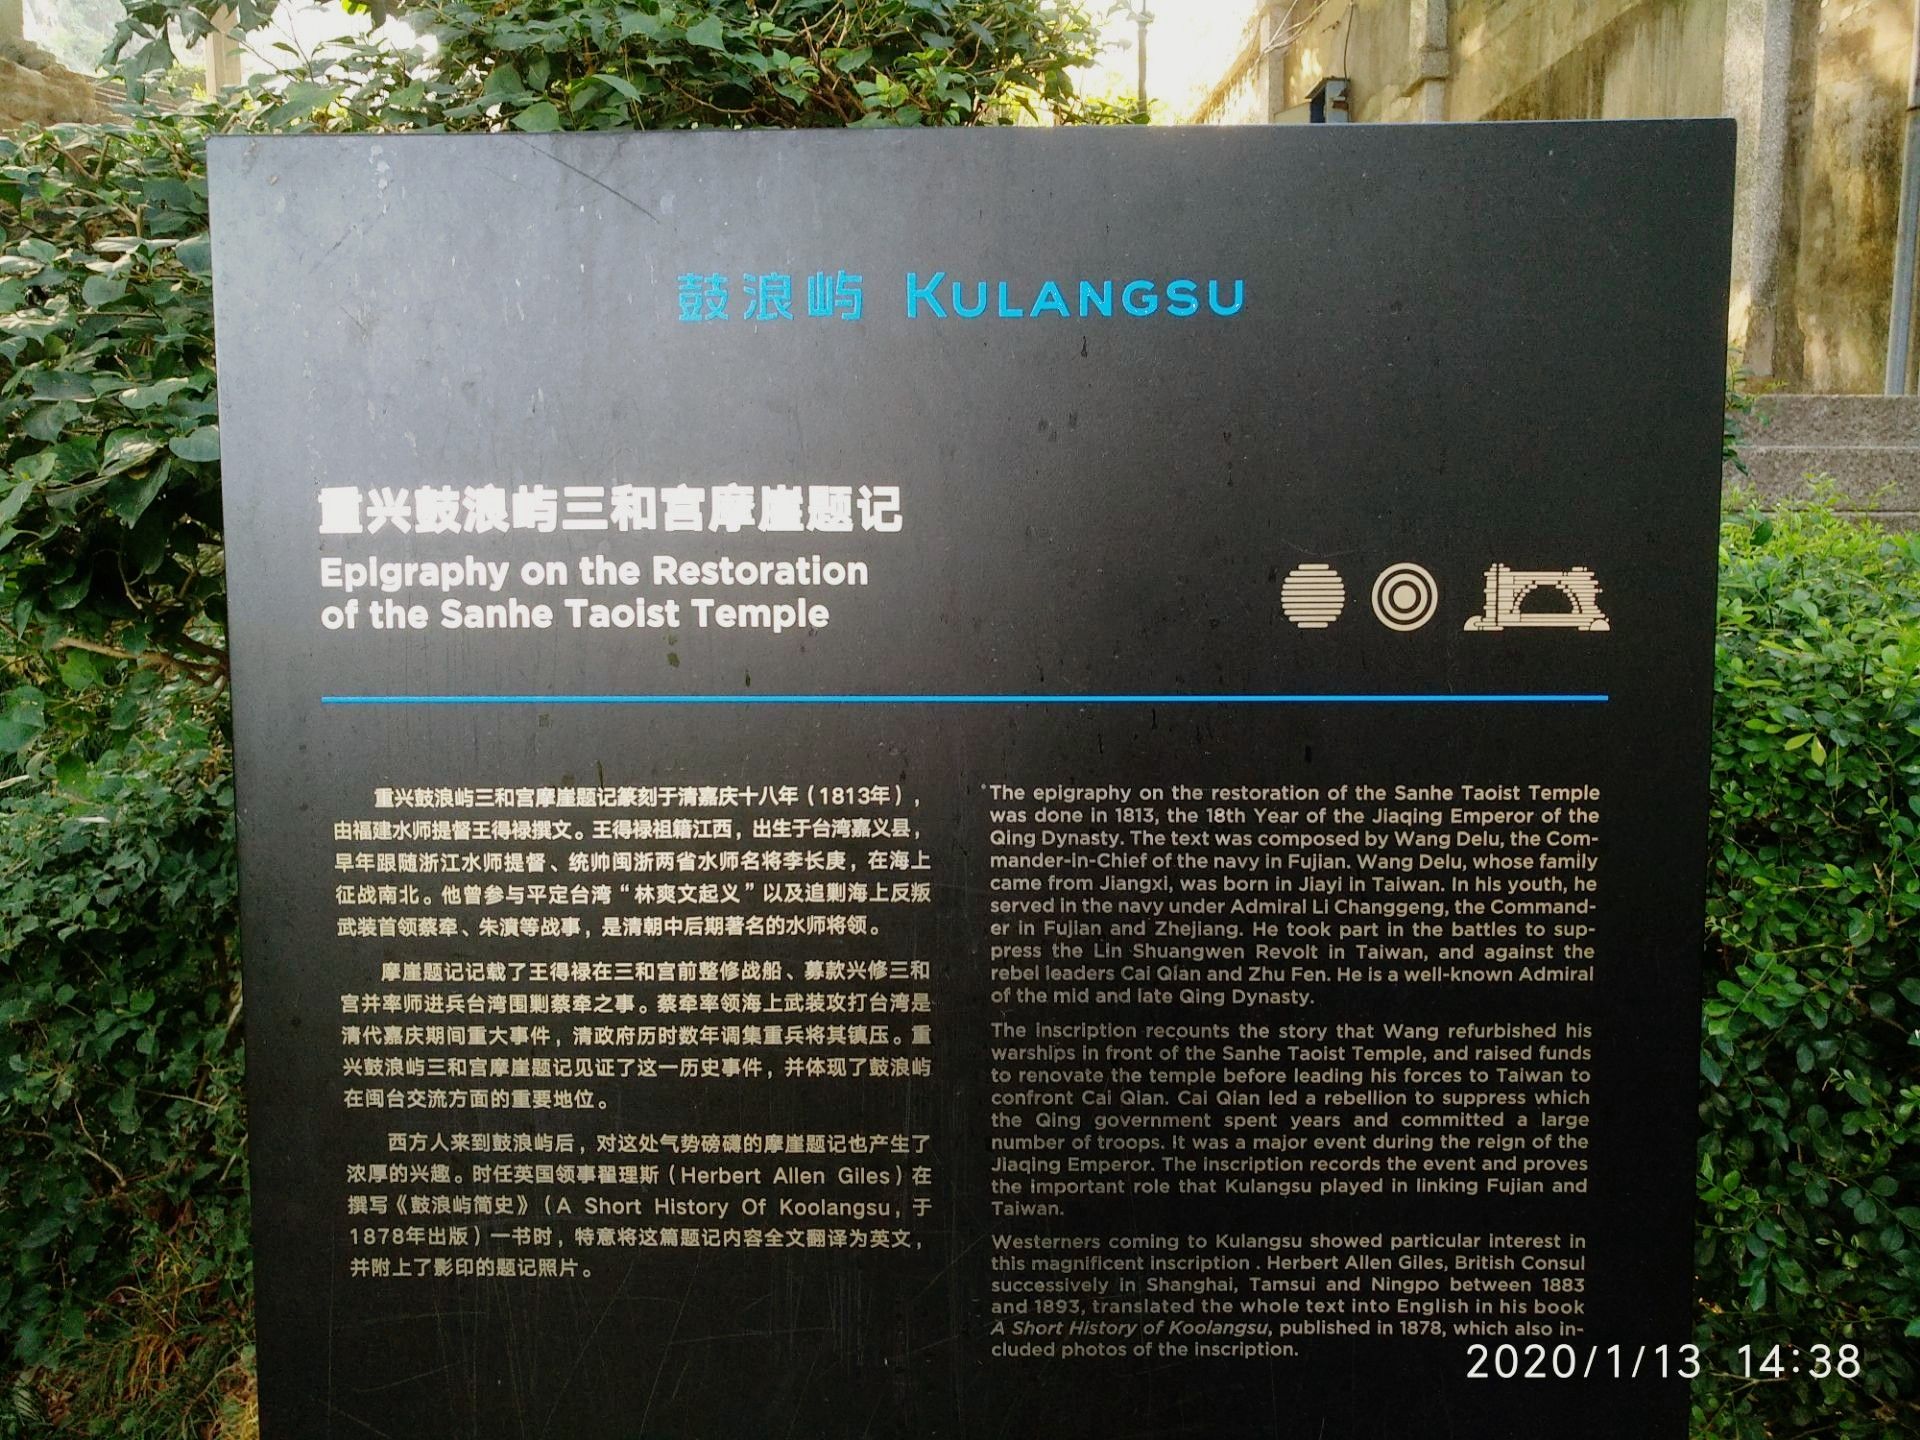 鼓浪屿 KULANGSU
重兴鼓浪屿三和宫摩崖题记
Epigraphy on the Restoration
of the Sanhe Taoist Temple
重兴鼓浪屿三和宫摩崖题记篆刻于清嘉庆十八年（1813年），
由福建水师提督王得禄撰文。王得禄祖籍江西，出生于台湾嘉义县，
早年跟随浙江水师提督、统帅闽浙两省水师名将李长庚，在海上
征战南北。他曾参与平定台湾“林爽文起义”以及追剿海上反叛
武装首领蔡牵、朱濆等战事，是清朝中后期著名的水师将领。
摩崖题记记载了王得禄在三和宫前整修战船、募款兴修三和
宫并率师进兵台湾围剿蔡牵之事。蔡牵率领海上武装攻打台湾是
清代嘉庆期间重大事件，清政府历时数年调集重兵将其镇压。重
兴鼓浪屿三和宫摩崖题记见证了这一历史事件，并体现了鼓浪屿
在闽台交流方面的重要地位。
西方人来到鼓浪屿后，对这处气势磅礴的摩崖题记也产生了
浓厚的兴趣。时任英国领事翟理斯（Herbert Allen Giles）在
撰写《鼓浪屿简史》（A Short History Of Koolangsu，于
1878年出版）一书时，特意将这篇题记内容全文翻译为英文，
并附上了影印的题记照片。
The epigraphy on the restoration of the Sanhe Taoist Temple
was done in 1813, the 18th Year of the Jiaqing Emperor of the
Qing Dynasty. The text was composed by Wang Delu, the Com-
mander-in-Chief of the navy in Fujian. Wang Delu, whose family
came from Jiangxi, was born in Jiayi in Taiwan. In his youth, he
served in the navy under Admiral Li Changgeng, the Command-
er in Fujian and Zhejiang. He took part in the battles to sup-
press the Lin Shuangwen Revolt in Taiwan, and against the
rebel leaders Cai Qian and Zhu Fen. He is a well-known Admiral
of the mid and late Qing Dynasty.
The inscription recounts the story that Wang refurbished his
warships in front of the Sanhe Taoist Temple, and raised funds
to renovate the temple before leading his forces to Taiwan to
confront Cai Qian. Cai Qian led a rebellion to suppress which
the Qing government spent years and committed a large
number of troops. It was a major event during the reign of the
Jiaqing Emperor. The inscription records the event and proves
the important role that Kulangsu played in linking Fujian and
Taiwan.
Westerners coming to Kulangsu showed particular interest in
this magnificent inscription . Herbert Allen Giles, British Consul
successively in Shanghai, Tamsui and Ningpo between 1883
and 1893, translated the whole text into English in his book
A Short History of Koolangsu, published in 1878, which also in-
cluded photos of the inscription.
2020/1/13 14:38